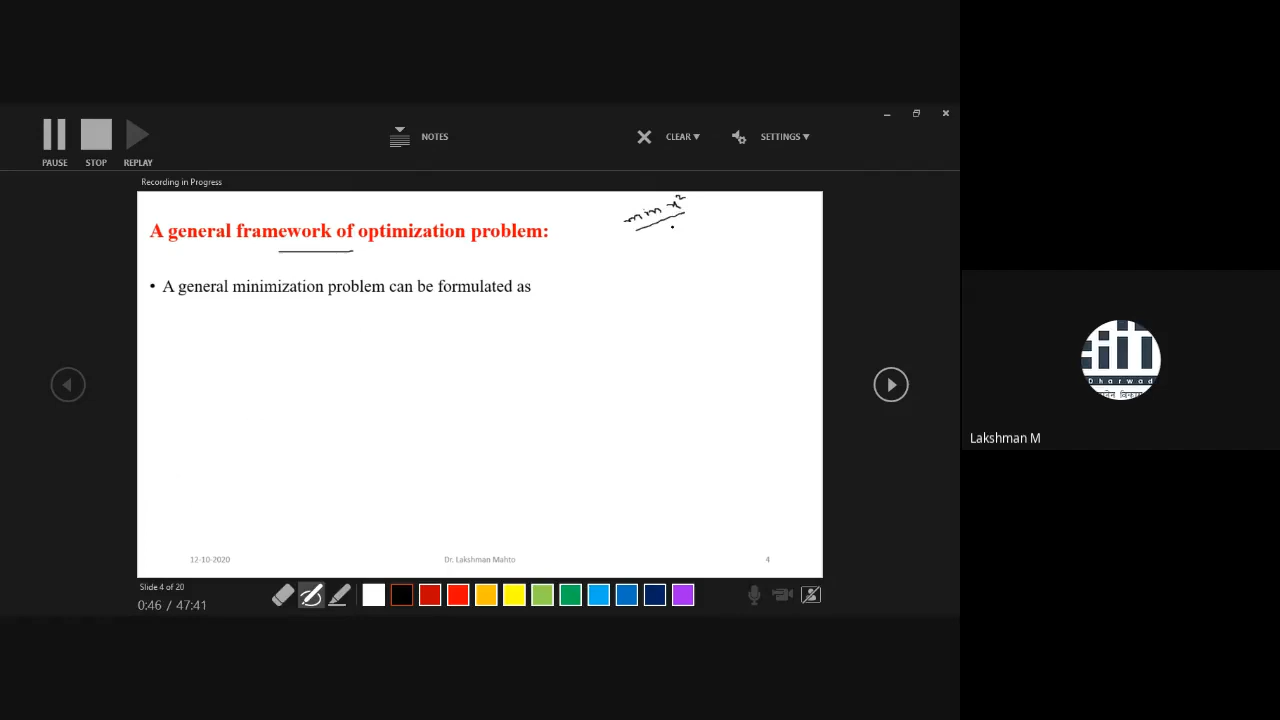 NOTES
CLEAR
SETTINGS
PAUSE
STOP
REPLAY
Recording in Progress
min x²
A general framework of optimization problem:
• A general minimization problem can be formulated as
12-10-2020
Dr. Lakshman Mahto
4
Slide 4 of 20
0:46 / 47:41
Dharwad
Lakshman M